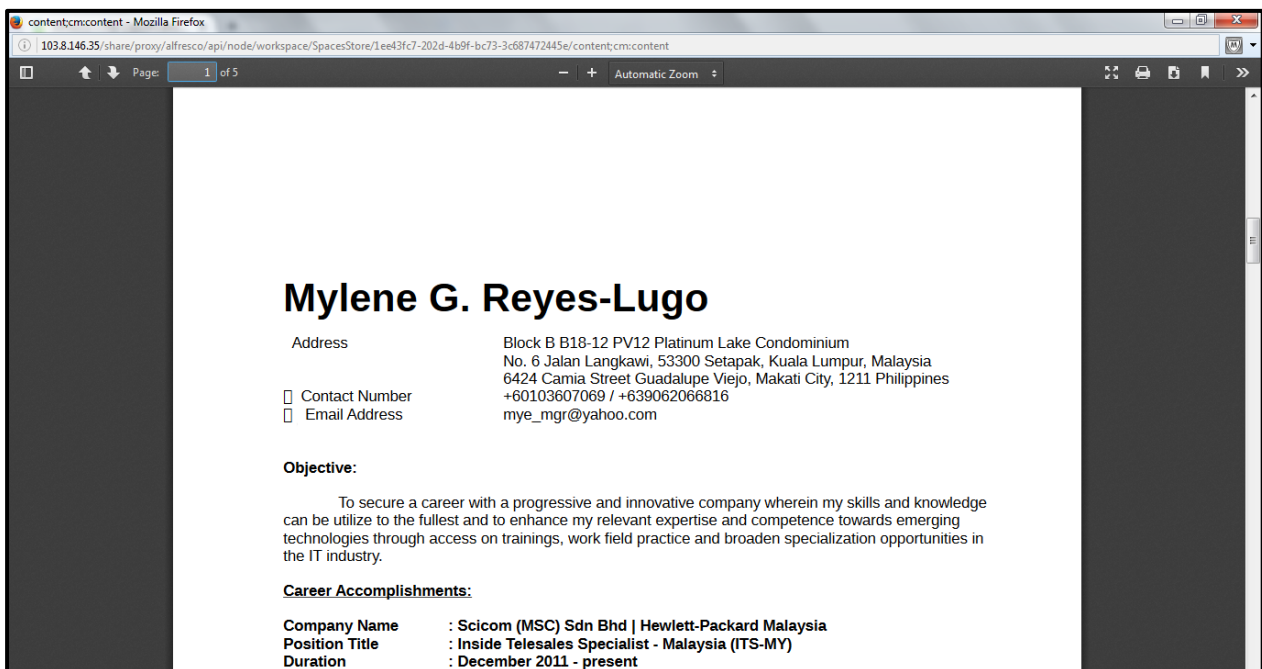 content;cm:content - Mozilla Firefox
103.8.146.35/share/proxy/alfresco/api/node/workspace/SpacesStore/1ee43fc7-202d-4b9f-bc73-3c687472445e/content;cm:content
Page: 1 of 5 Automatic Zoom
Mylene G. Reyes-Lugo
Address Block B B18-12 PV12 Platinum Lake Condominium
No. 6 Jalan Langkawi, 53300 Setapak, Kuala Lumpur, Malaysia
6424 Camia Street Guadalupe Viejo, Makati City, 1211 Philippines
Contact Number +60103607069 / +639062066816
Email Address mye_mgr@yahoo.com
Objective:
To secure a career with a progressive and innovative company wherein my skills and knowledge
can be utilize to the fullest and to enhance my relevant expertise and competence towards emerging
technologies through access on trainings, work field practice and broaden specialization opportunities in
the IT industry.
Career Accomplishments:
Company Name : Scicom (MSC) Sdn Bhd | Hewlett-Packard Malaysia
Position Title : Inside Telesales Specialist - Malaysia (ITS-MY)
Duration : December 2011 - present